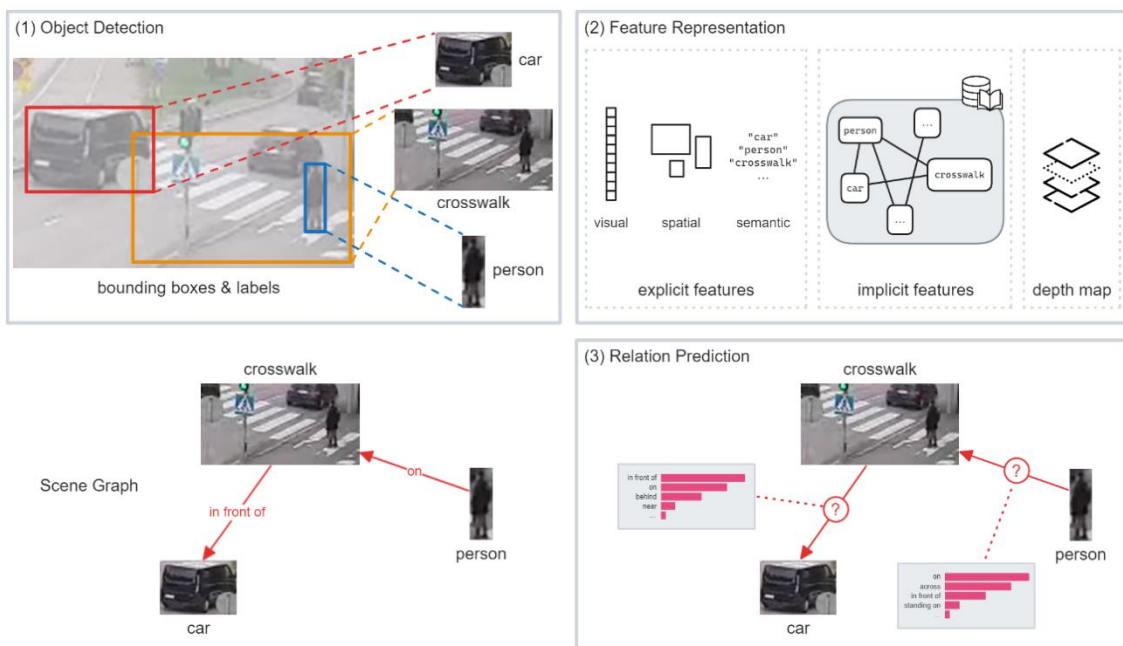 (1) Object Detection
car
crosswalk
person
bounding boxes & labels
(2) Feature Representation
visual
spatial
"car"
"person"
"crosswalk"
...
semantic
explicit features
person
...
car
crosswalk
...
implicit features
depth map
Scene Graph
crosswalk
on
in front of
person
car
(3) Relation Prediction
crosswalk
?
?
in front of
on
behind
near
...
person
on
across
in front of
standing on
...
car